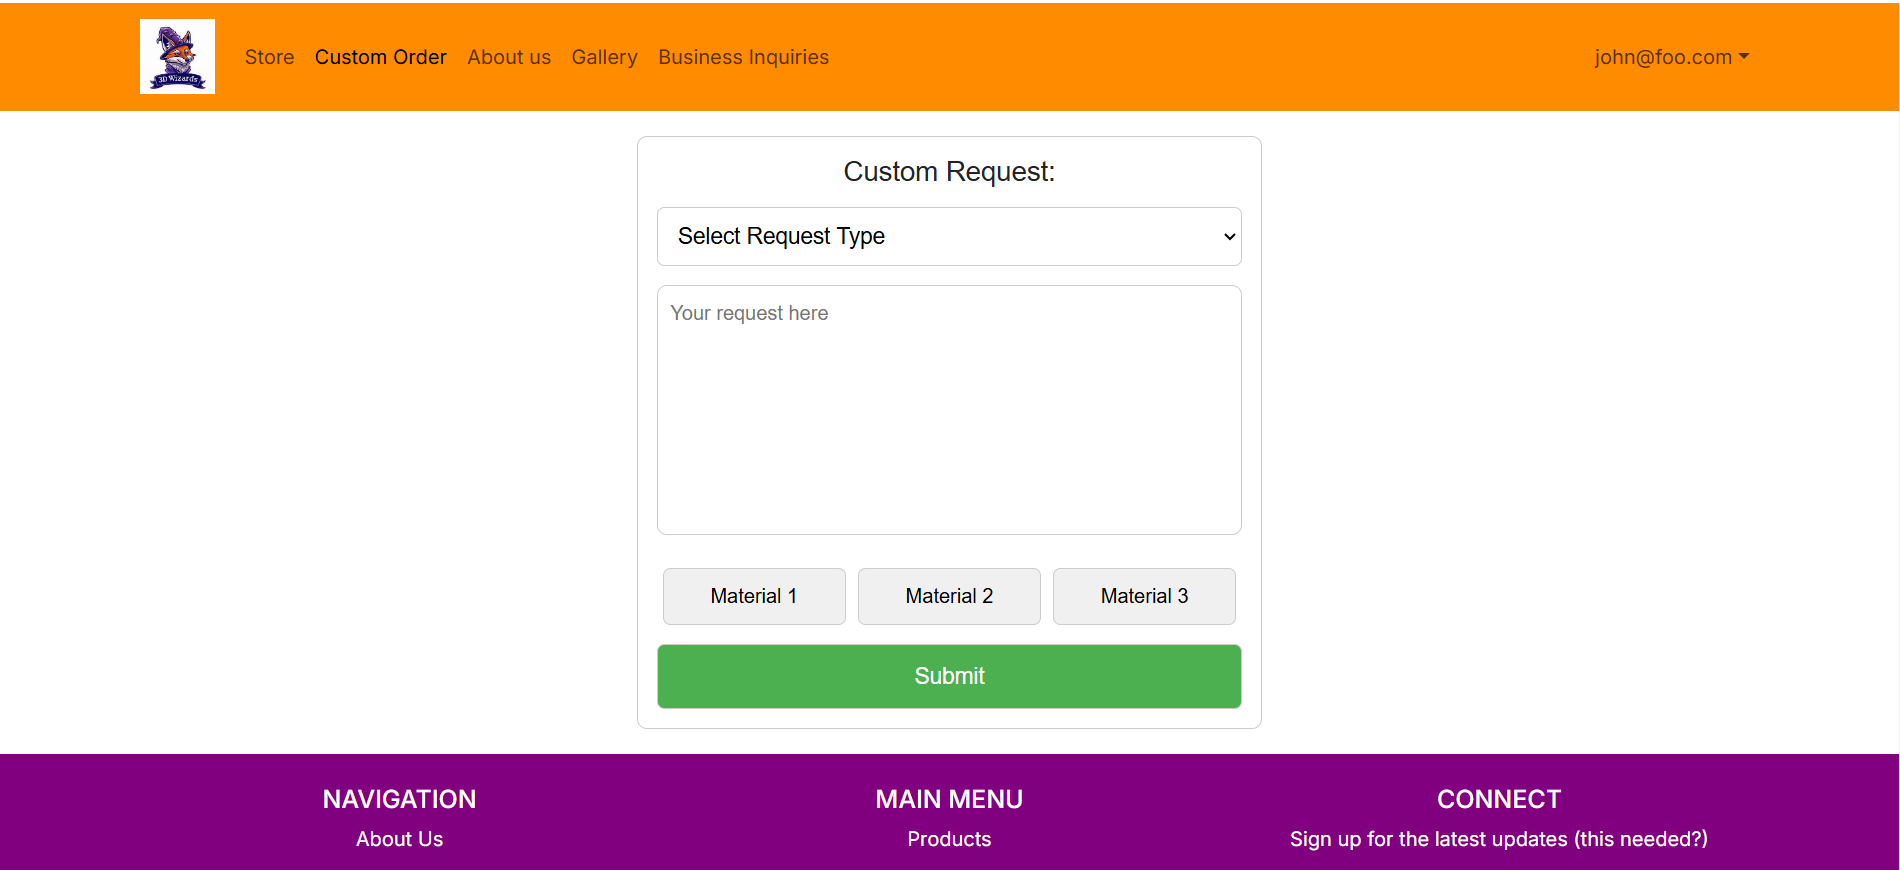 3D Wizards
Store Custom Order About us Gallery Business Inquiries john@foo.com
Custom Request:
Select Request Type
Your request here
Material 1 Material 2 Material 3
Submit
NAVIGATION MAIN MENU CONNECT
About Us Products Sign up for the latest updates (this needed?)